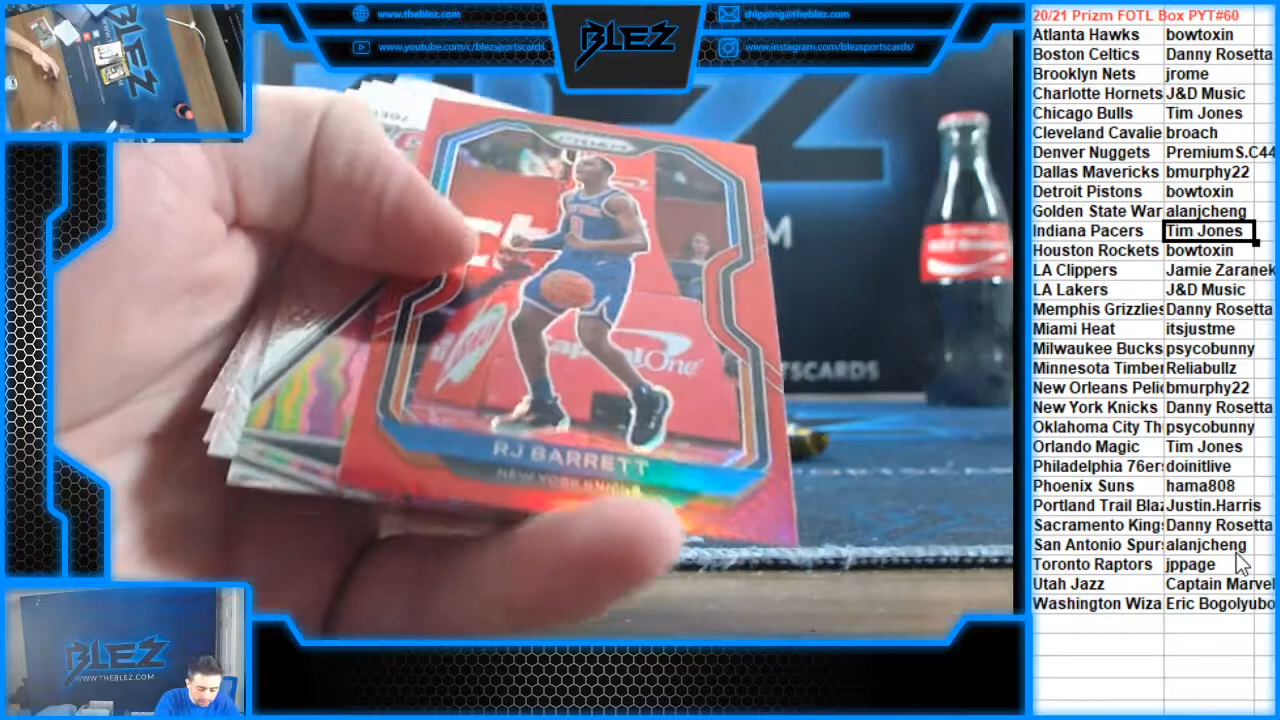 www.theblez.com
www.youtube.com/c/blezsportscards
BLEZ
shipping@theblez.com
www.instagram.com/blezsportscards/
20/21 Prizm FOTL Box PYT#60
Atlanta Hawks bowtoxin
Boston Celtics Danny Rosetta
Brooklyn Nets jrome
Charlotte Hornets J&D Music
Chicago Bulls Tim Jones
Cleveland Cavalie broach
Denver Nuggets PremiumS.C44
Dallas Mavericks bmurphy22
Detroit Pistons bowtoxin
Golden State War alanjcheng
Indiana Pacers Tim Jones
Houston Rockets bowtoxin
LA Clippers Jamie Zaranek
LA Lakers J&D Music
Memphis Grizzlies Danny Rosetta
Miami Heat itsjustme
Milwaukee Bucks psycobunny
Minnesota Timber Reliabullz
New Orleans Peli bmurphy22
New York Knicks Danny Rosetta
Oklahoma City Th psycobunny
Orlando Magic Tim Jones
Philadelphia 76ers doinitlive
Phoenix Suns hama808
Portland Trail Blaz Justin.Harris
Sacramento King Danny Rosetta
San Antonio Spur alanjcheng
Toronto Raptors jppage
Utah Jazz Captain Marvel
Washington Wiza Eric Bogolyubo
PRIZM
CapitalOne
RJ BARRETT
NEW YORK KNICKS
BLEZ
WWW.THEBLEZ.COM